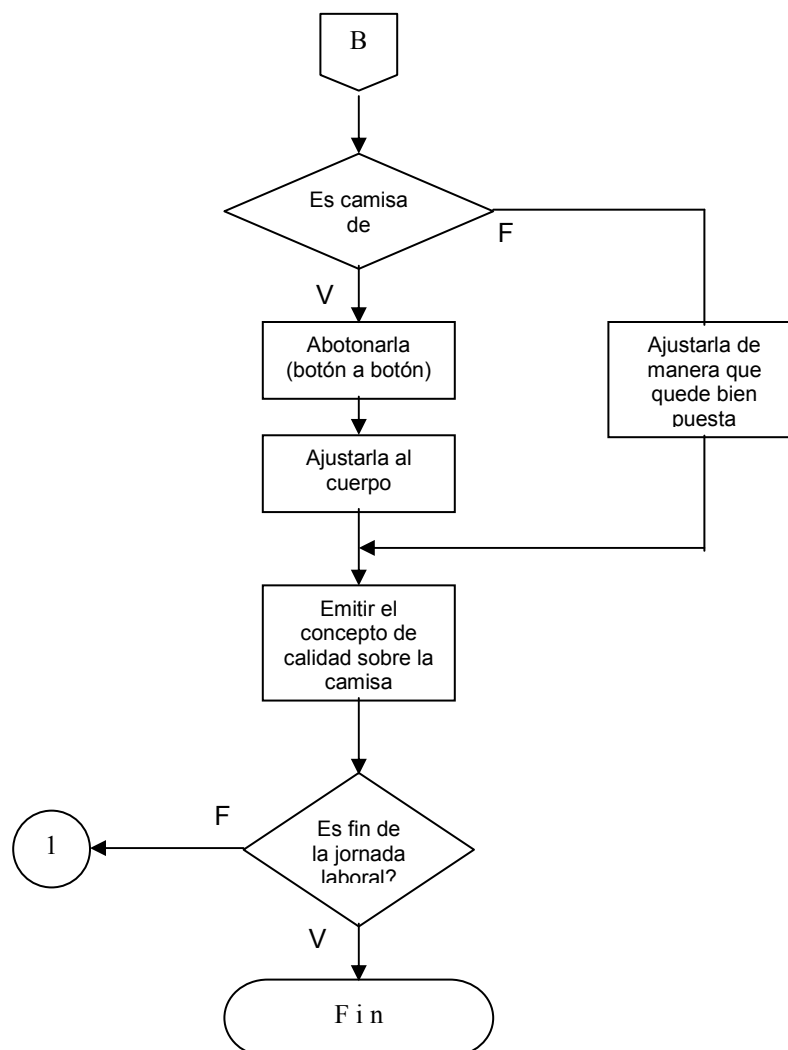 B
Es camisa
de
F
V
Abotonarla
(botón a botón)
Ajustarla de
manera que
quede bien
puesta
Ajustarla al
cuerpo
Emitir el
concepto de
calidad sobre la
camisa
F
1
Es fin de
la jornada
laboral?
V
F i n